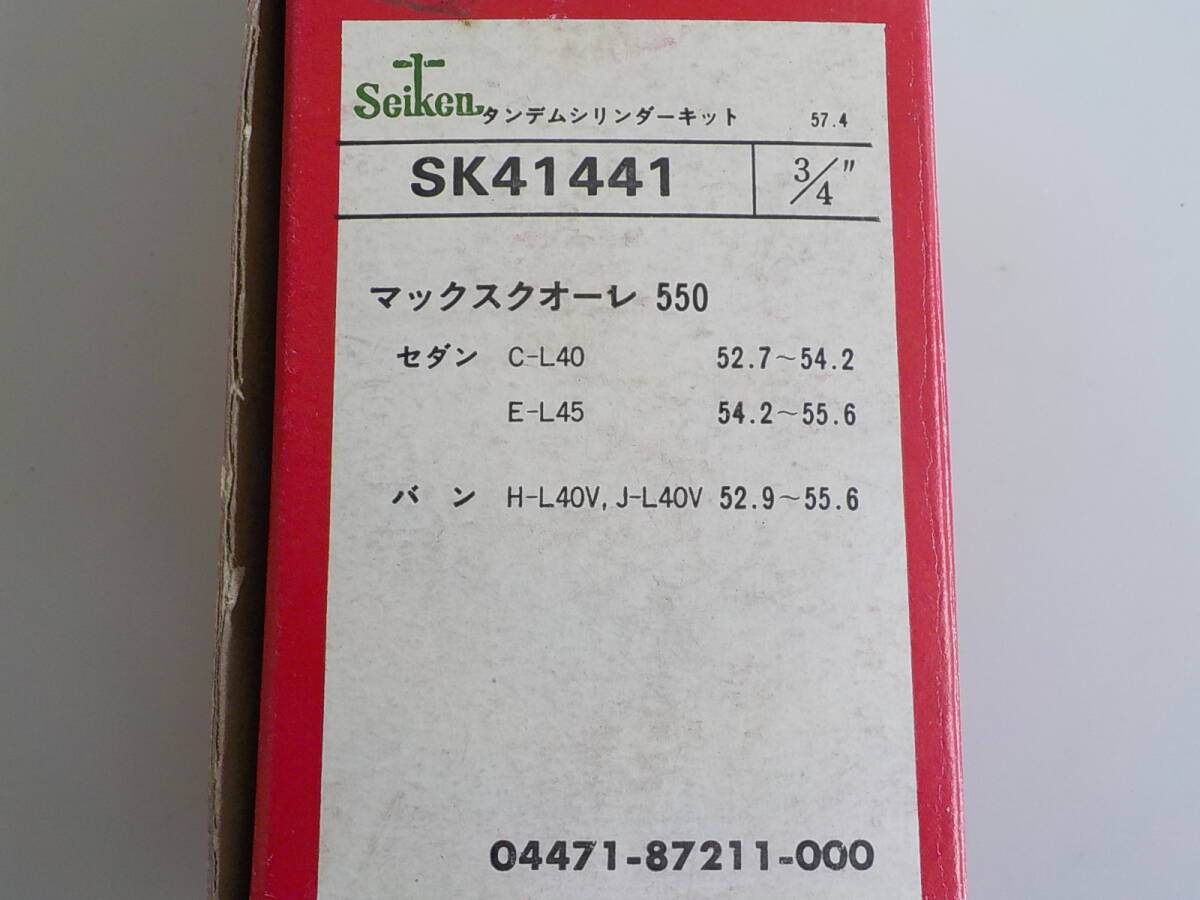 Seiken タンデムシリンダーキット 57.4
SK41441 3/4"
マックスクオーレ 550
セダン C-L40 52.7~54.2
E-L45 54.2~55.6
バン H-L40V, J-L40V 52.9~55.6
04471-87211-000